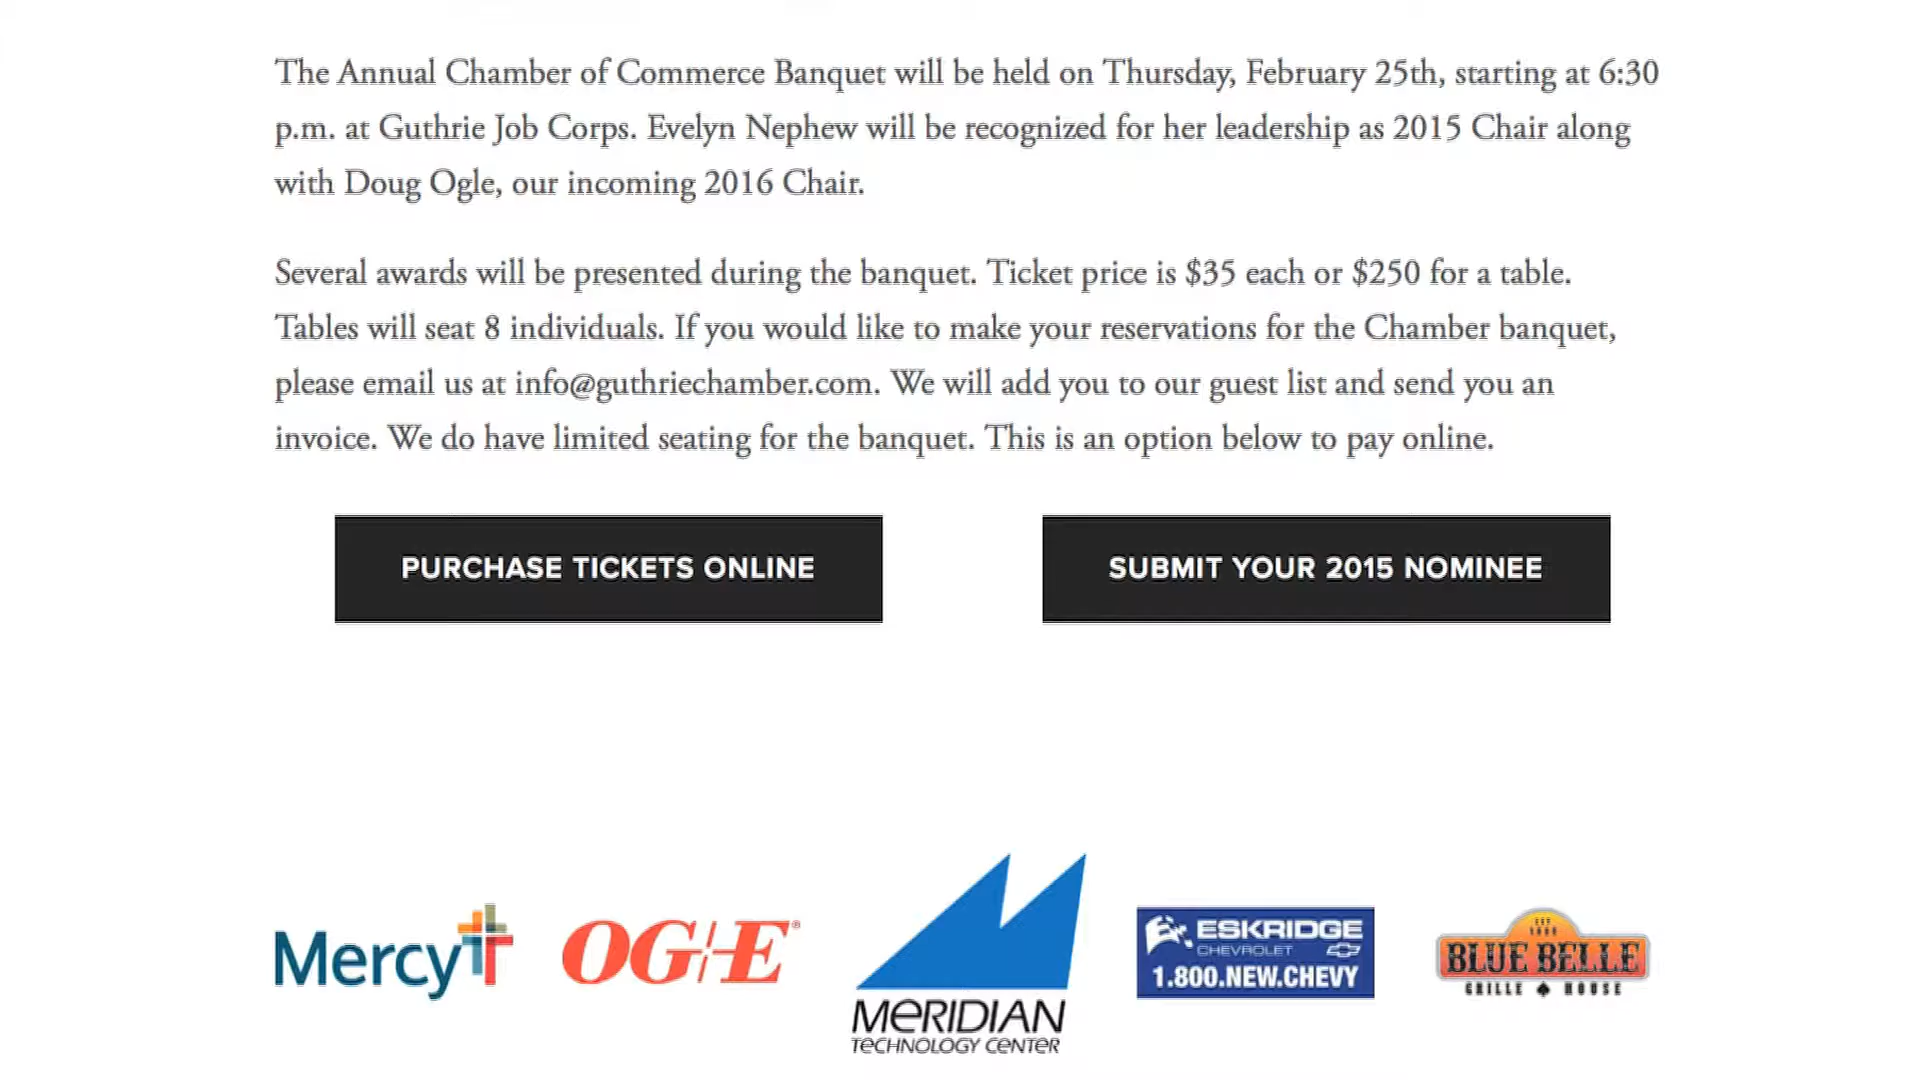 The Annual Chamber of Commerce Banquet will be held on Thursday, February 25th, starting at 6:30
p.m. at Guthrie Job Corps. Evelyn Nephew will be recognized for her leadership as 2015 Chair along
with Doug Ogle, our incoming 2016 Chair.
Several awards will be presented during the banquet. Ticket price is $35 each or $250 for a table.
Tables will seat 8 individuals. If you would like to make your reservations for the Chamber banquet,
please email us at info@guthriechamber.com. We will add you to our guest list and send you an
invoice. We do have limited seating for the banquet. This is an option below to pay online.
PURCHASE TICKETS ONLINE
SUBMIT YOUR 2015 NOMINEE
Mercy
OG+E®
MERIDIAN
TECHNOLOGY CENTER
ESKRIDGE
CHEVROLET
1.800.NEW.CHEVY
EST
BLUE BELLE
GRILLE HOUSE